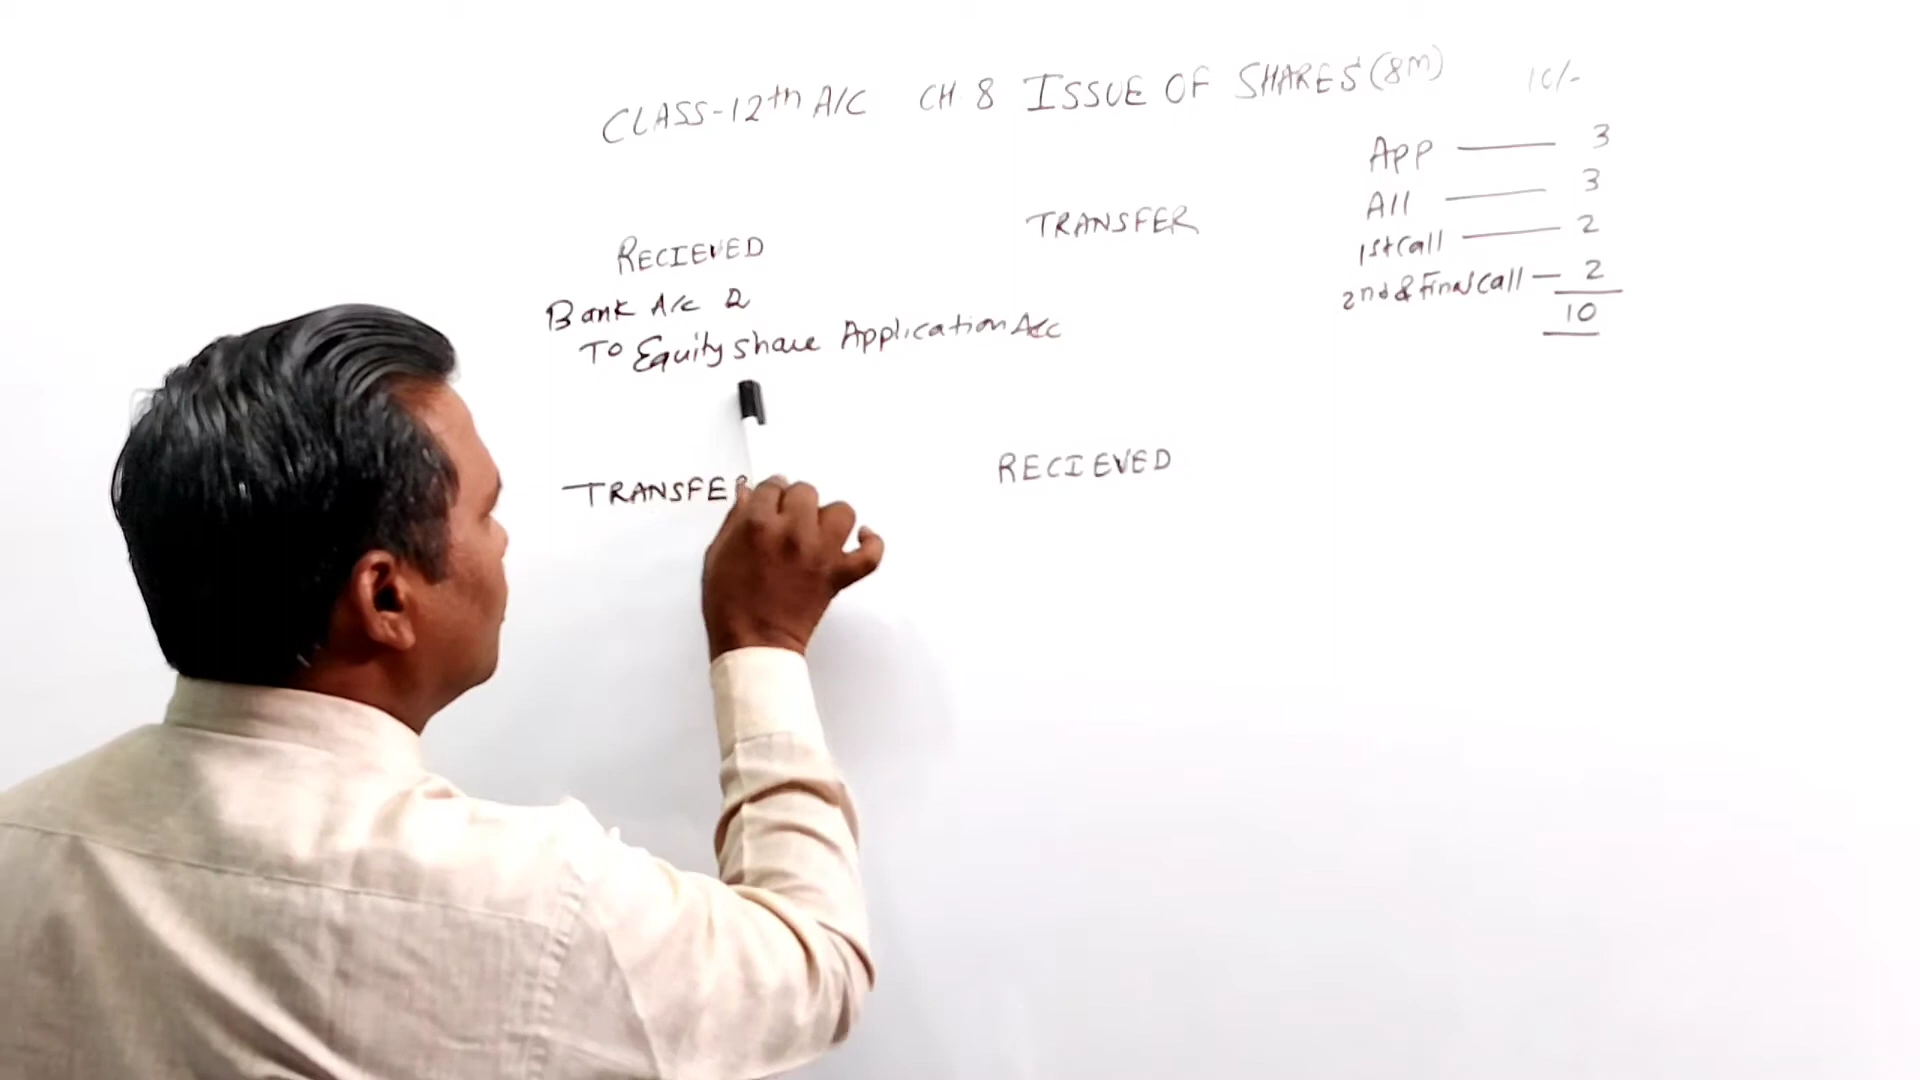 CLASS-12th A/C CH 8 ISSUE OF SHARES (8M)
10/-
App — 3
All — 3
1st Call — 2
2nd & Final Call — 2
10
RECIEVED
Bank A/c D
To Equity Share Application A/c
TRANSFER
TRANSFER
RECIEVED